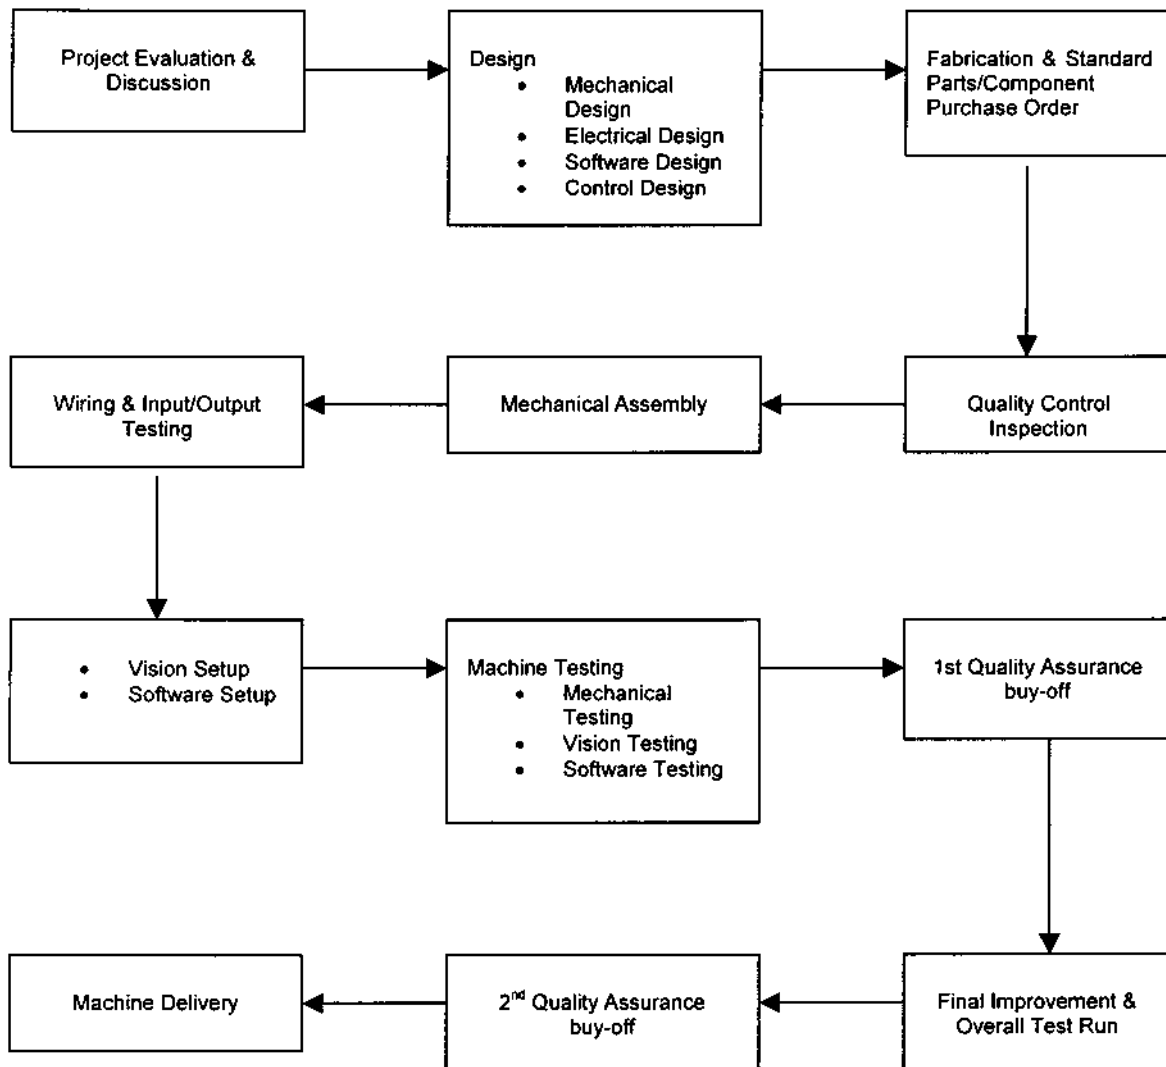 Project Evaluation &
Discussion
Design
• Mechanical
Design
• Electrical Design
• Software Design
• Control Design
Fabrication & Standard
Parts/Component
Purchase Order
Wiring & Input/Output
Testing
Mechanical Assembly
Quality Control
Inspection
• Vision Setup
• Software Setup
Machine Testing
• Mechanical
Testing
• Vision Testing
• Software Testing
1st Quality Assurance
buy-off
Machine Delivery
2nd Quality Assurance
buy-off
Final Improvement &
Overall Test Run